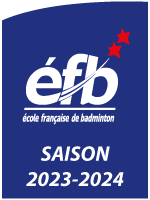 éfb
école française de badminton
SAISON
2023-2024